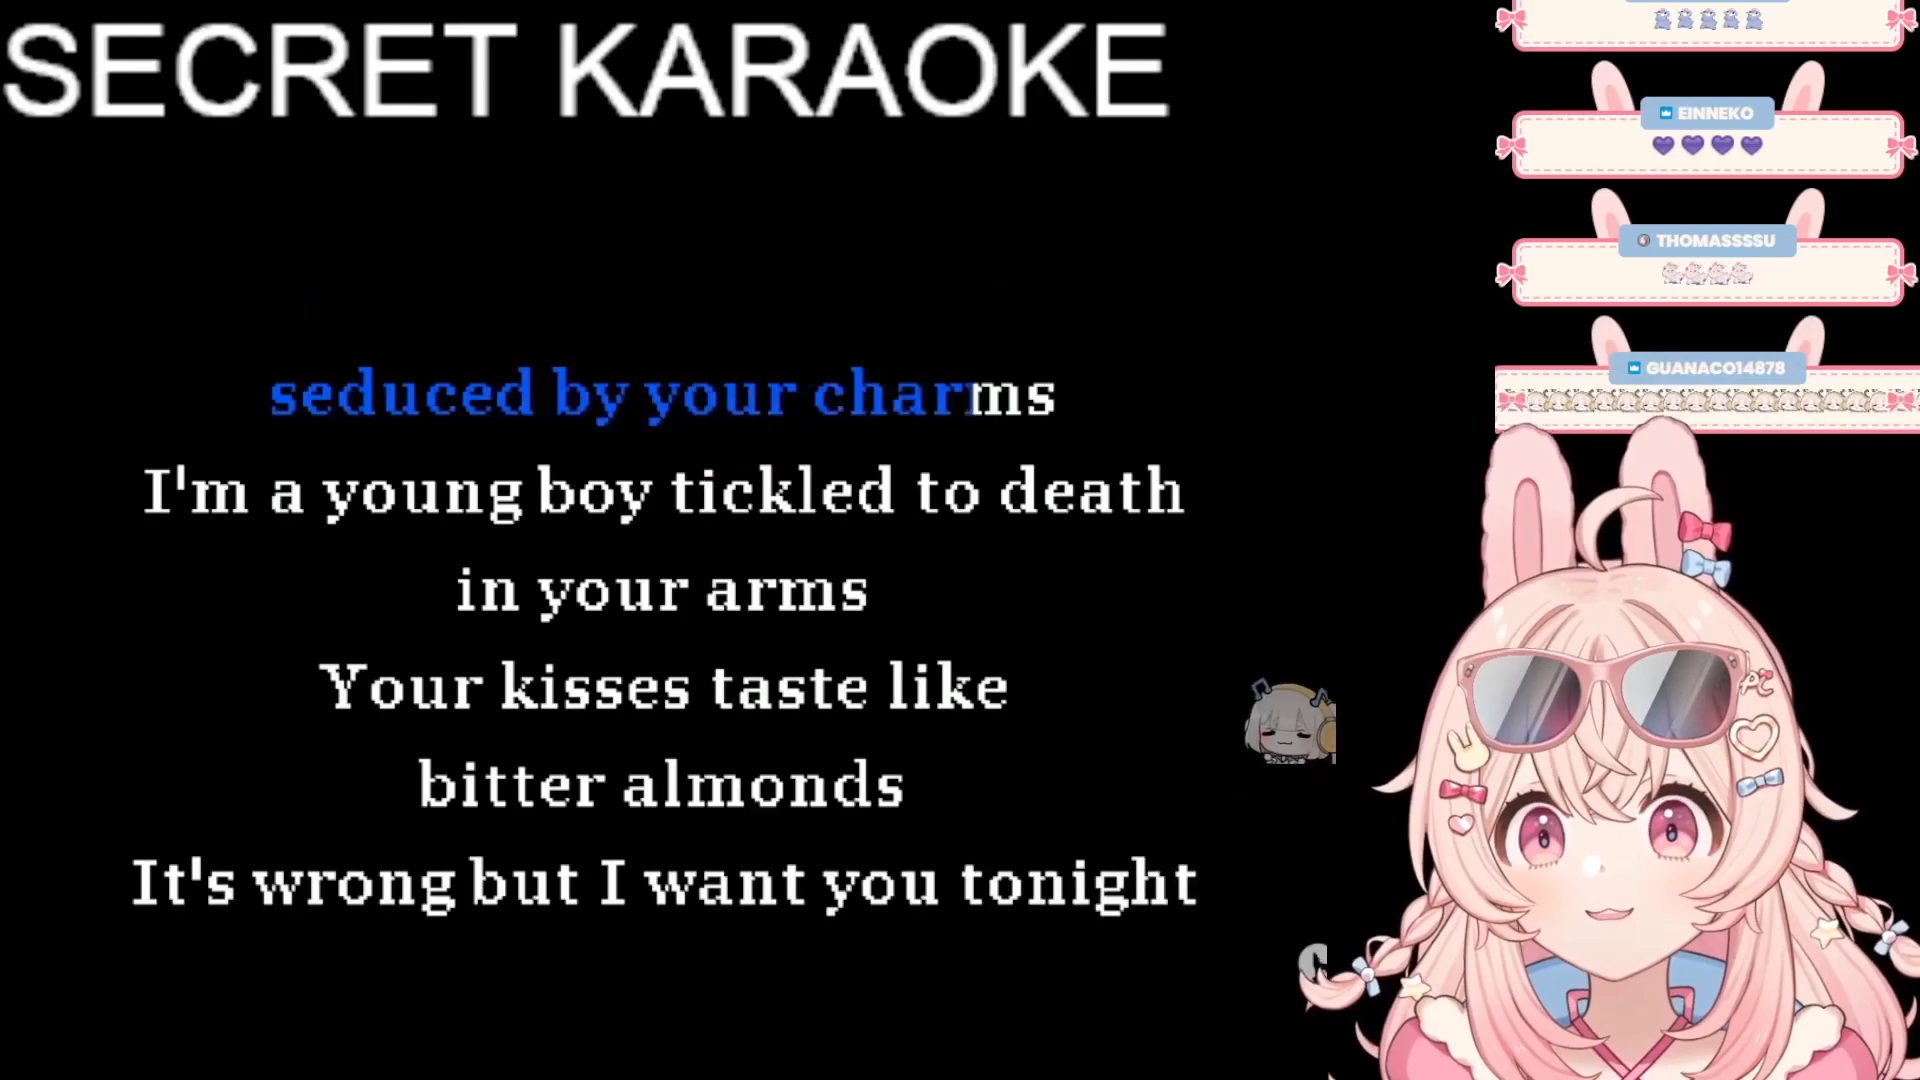 SECRET KARAOKE
seduced by your charms
I'm a young boy tickled to death
in your arms
Your kisses taste like
bitter almonds
It's wrong but I want you tonight
EINNEKO
THOMASSSSU
GUANACO14878